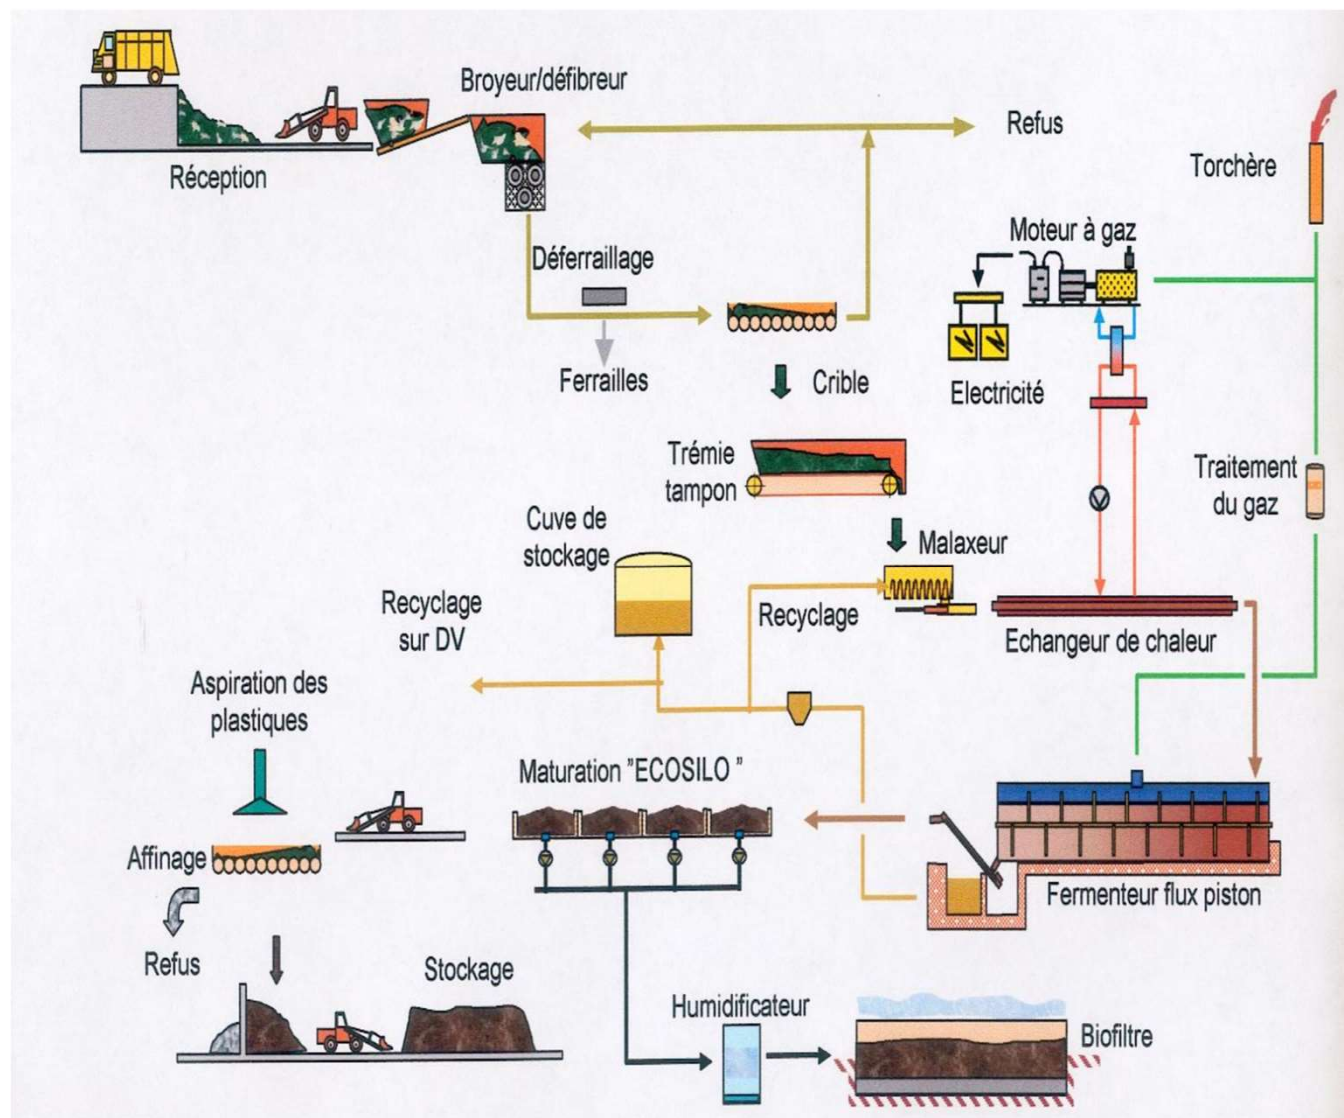 Broyeur/défibreur
Réception
Refus
Torchère
Déferraillage
Ferrailles
Moteur à gaz
Electricité
Crible
Trémie
tampon
Traitement
du gaz
Cuve de
stockage
Malaxeur
Recyclage
sur DV
Recyclage
Echangeur de chaleur
Aspiration des
plastiques
Maturation "ECOSILO "
Affinage
Fermenteur flux piston
Refus
Stockage
Humidificateur
Biofiltre